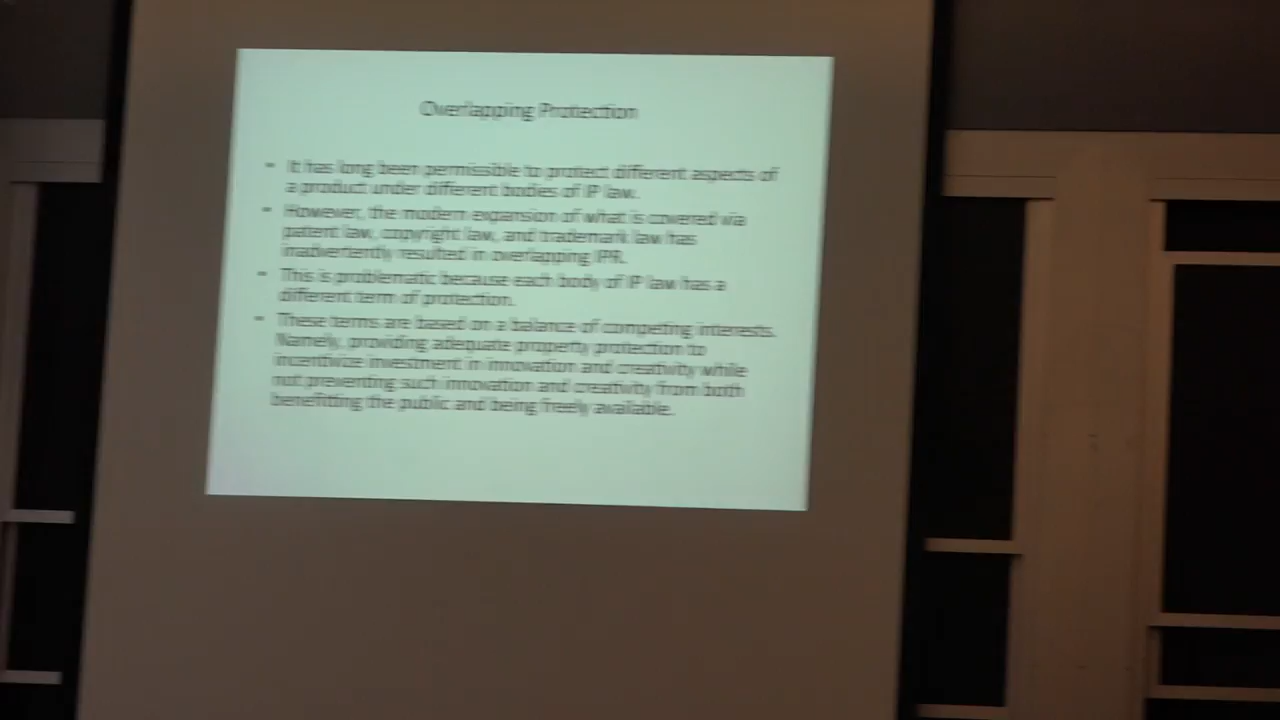 Overlapping Protection
- It has long been permissible to protect different aspects of
a product under different bodies of IP law.
- However, the modern expansion of what is covered via
patent law, copyright law, and trademark law has
inadvertently resulted in overlapping IPR.
- This is problematic because each body of IP law has a
different term of protection.
- These terms are based on a balance of competing interests.
Namely, providing adequate property protection to
incentivize investment in innovation and creativity while
not preventing such innovation and creativity from both
benefitting the public and being freely available.